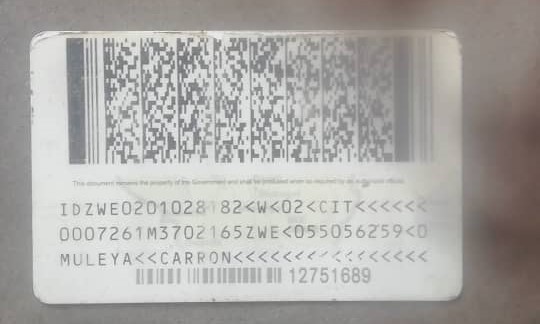 This document remains the property of the Government and shall be produced when so required by an authorised official.
IDZWE0201028182<W<02<CIT<<<<<<
0007261M3702165ZWE<055056259<0
MULEYA<<CARRON<<<<<<<<<<<<<<<<
12751689